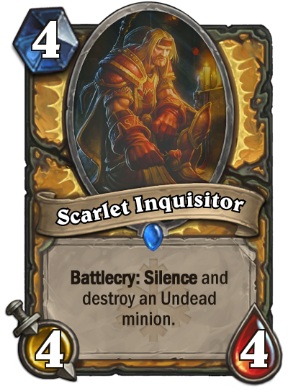 4
Scarlet Inquisitor
Battlecry: Silence and
destroy an Undead
minion.
4 4